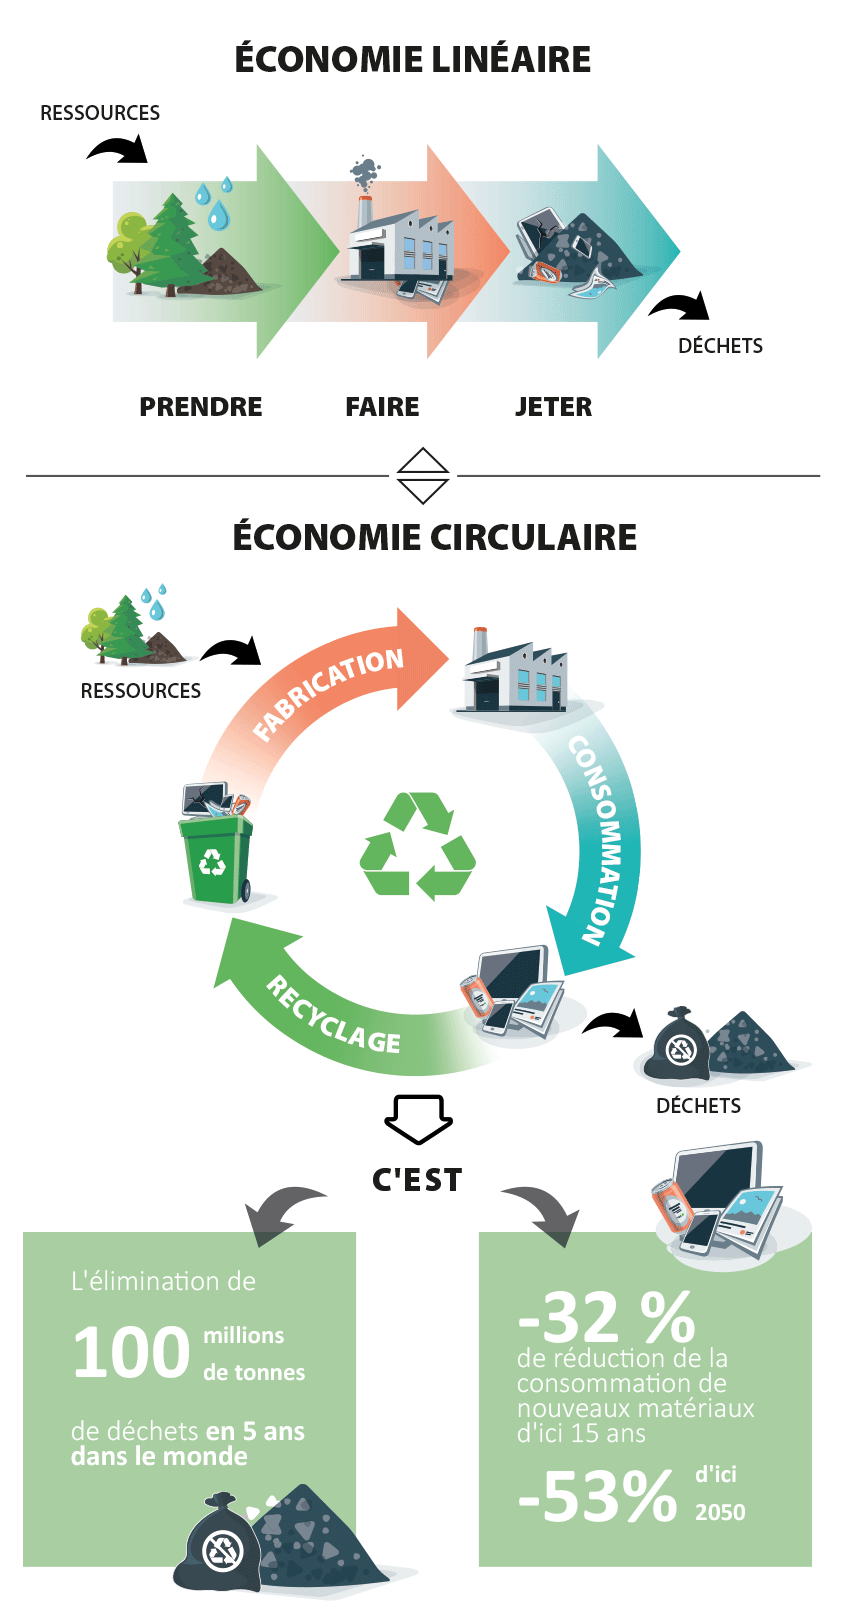 ÉCONOMIE LINÉAIRE
RESSOURCES
DÉCHETS
PRENDRE
FAIRE
JETER
ÉCONOMIE CIRCULAIRE
RESSOURCES
FABRICATION
CONSOMMATION
RECYCLAGE
DÉCHETS
C'EST
L'élimination de
100 millions
de tonnes
de déchets en 5 ans
dans le monde
-32 %
de réduction de la
consommation de
nouveaux matériaux
d'ici 15 ans
-53% d'ici
2050